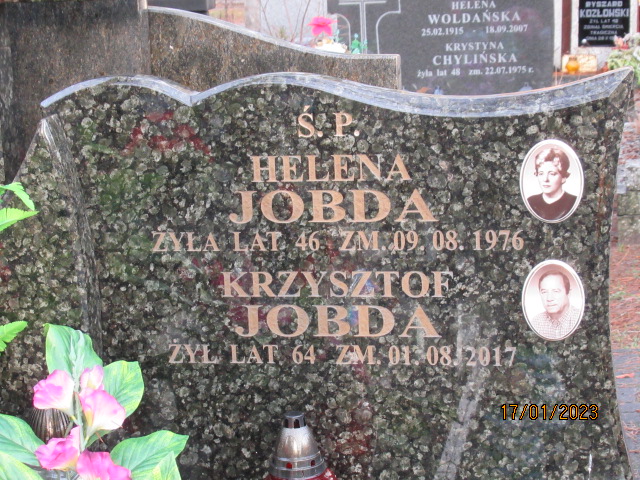 HELENA
WOLDAŃSKA
25.02.1915 - 18.09.2007
KRYSTYNA
CHYLIŃSKA
żyła lat 48 zm. 22.07.1975 r.
RYSZARD
KOZŁOWSKI
Ś.P.
HELENA
JOBDA
ŻYŁA LAT 46 ZM. 09. 08. 1976
KRZYSZTOF
JOBDA
ŻYŁ LAT 64 ZM. 01. 08. 2017
17/01/2023